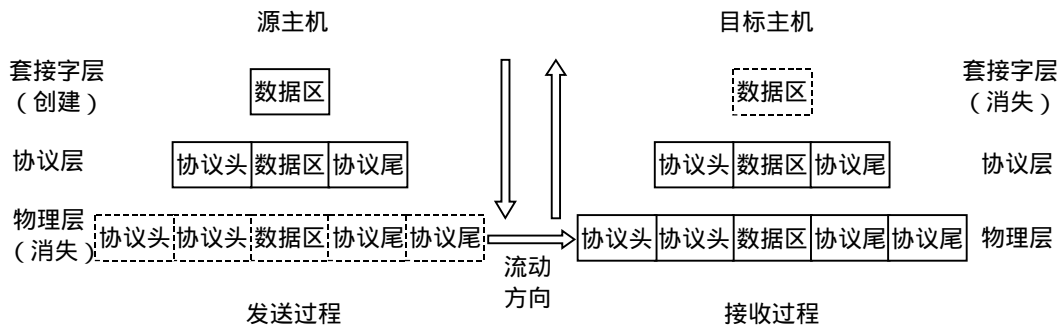 源主机 目标主机
套接字层
（创建）
数据区 数据区
套接字层
（消失）
协议层 协议头 数据区 协议尾 协议头 数据区 协议尾 协议层
物理层
（消失）
协议头 协议头 数据区 协议尾 协议尾 协议头 协议头 数据区 协议尾 协议尾 物理层
流动
方向
发送过程 接收过程